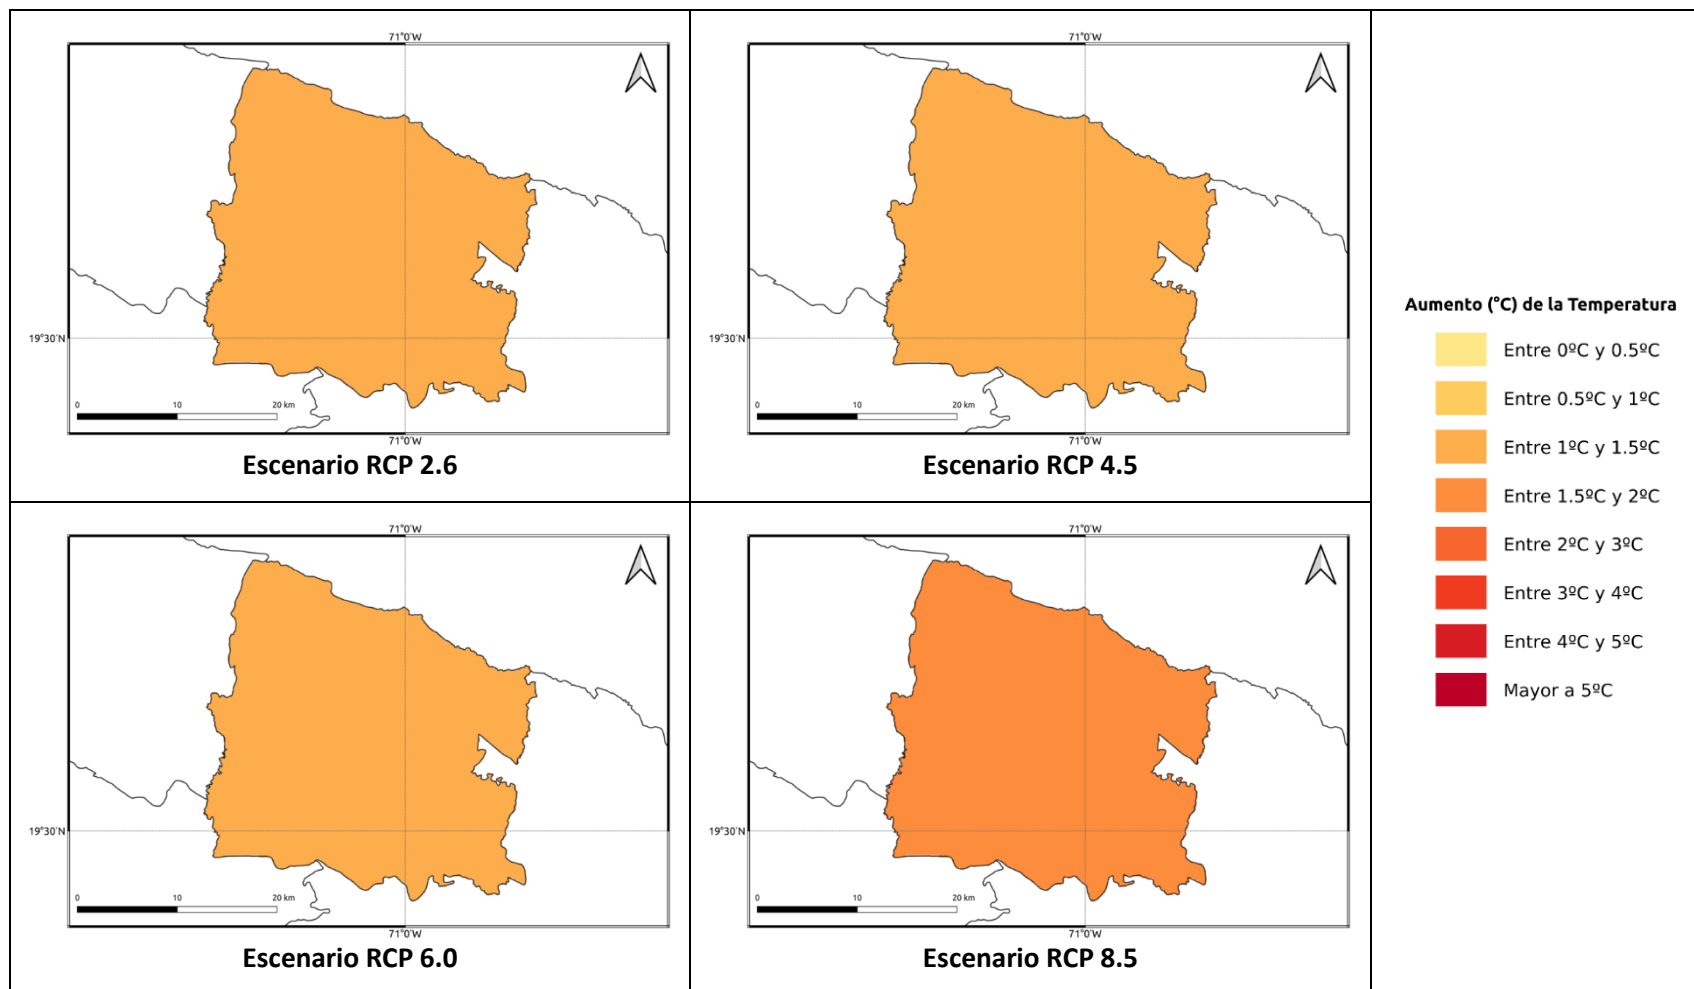 71°0'W
19°30'N
0 10 20 km
71°0'W
Escenario RCP 2.6
71°0'W
19°30'N
0 10 20 km
71°0'W
Escenario RCP 4.5
71°0'W
19°30'N
0 10 20 km
71°0'W
Escenario RCP 6.0
71°0'W
19°30'N
0 10 20 km
71°0'W
Escenario RCP 8.5
Aumento (°C) de la Temperatura
Entre 0ºC y 0.5ºC
Entre 0.5ºC y 1ºC
Entre 1ºC y 1.5ºC
Entre 1.5ºC y 2ºC
Entre 2ºC y 3ºC
Entre 3ºC y 4ºC
Entre 4ºC y 5ºC
Mayor a 5ºC